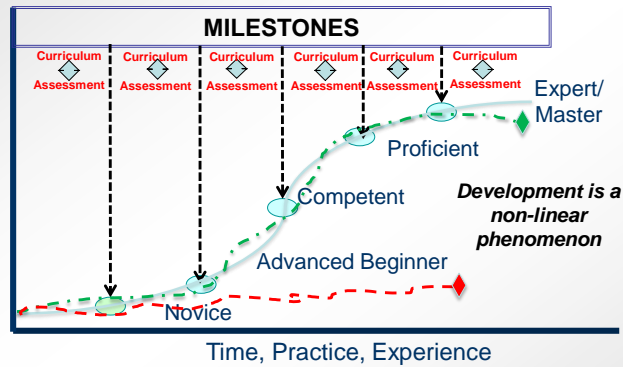 MILESTONES
Curriculum Curriculum Curriculum Curriculum Curriculum Curriculum
Assessment Assessment Assessment Assessment Assessment Assessment
Expert/
Master
Proficient
Competent
Development is a
non-linear
phenomenon
Advanced Beginner
Novice
Time, Practice, Experience